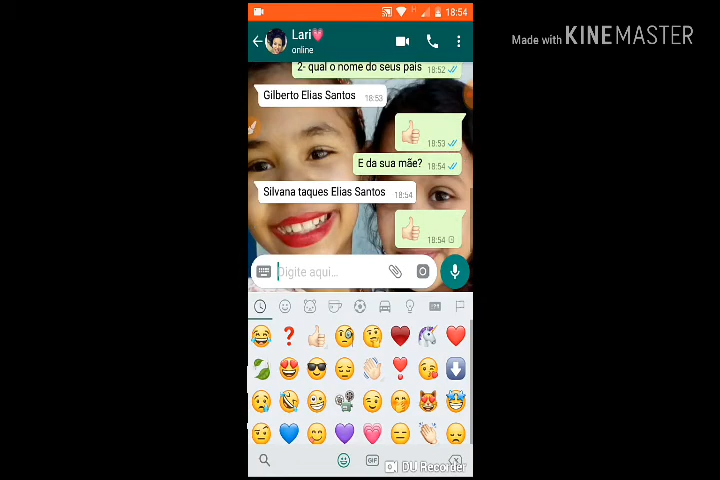 H 18:54
Lari
online
2- qual o nome do seus pais 18:52
Gilberto Elias Santos 18:53
18:53
E da sua mãe? 18:54
Silvana taques Elias Santos 18:54
18:54
Digite aqui...
GIF
DU Recorder
Made with KINEMASTER